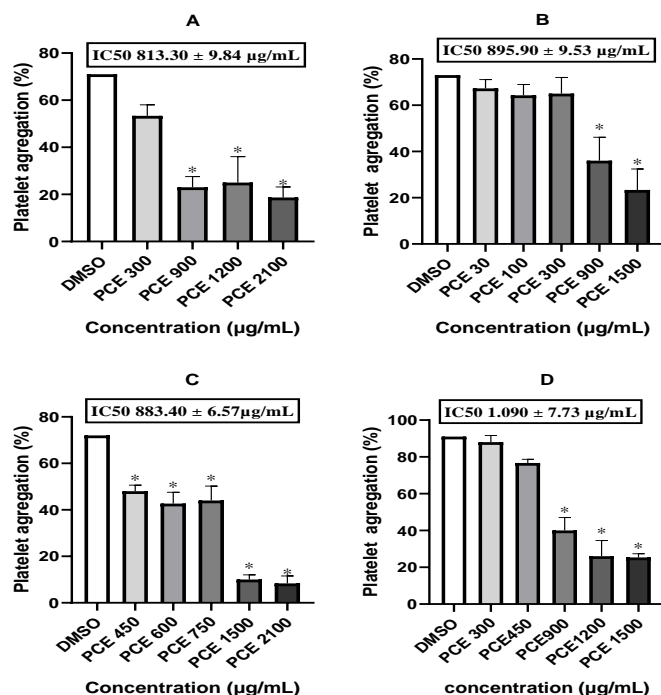 A
IC50 813.30 ± 9.84 µg/mL
Platelet agregation (%)
80
60
40
20
0
*
*
*
DMSO
PCE 300
PCE 900
PCE 1200
PCE 2100
Concentration (µg/mL)
B
IC50 895.90 ± 9.53 µg/mL
Platelet agregation (%)
80
60
40
20
0
*
*
DMSO
PCE 30
PCE 100
PCE 300
PCE 900
PCE 1500
Concentration (µg/mL)
C
IC50 883.40 ± 6.57µg/mL
Platelet agregation (%)
80
60
40
20
0
*
*
*
*
*
DMSO
PCE 450
PCE 600
PCE 750
PCE 1500
PCE 2100
Concentration (µg/mL)
D
IC50 1.090 ± 7.73 µg/mL
Platelet agregation (%)
100
80
60
40
20
0
*
*
*
DMSO
PCE 300
PCE450
PCE900
PCE1200
PCE 1500
concentration (µg/mL)